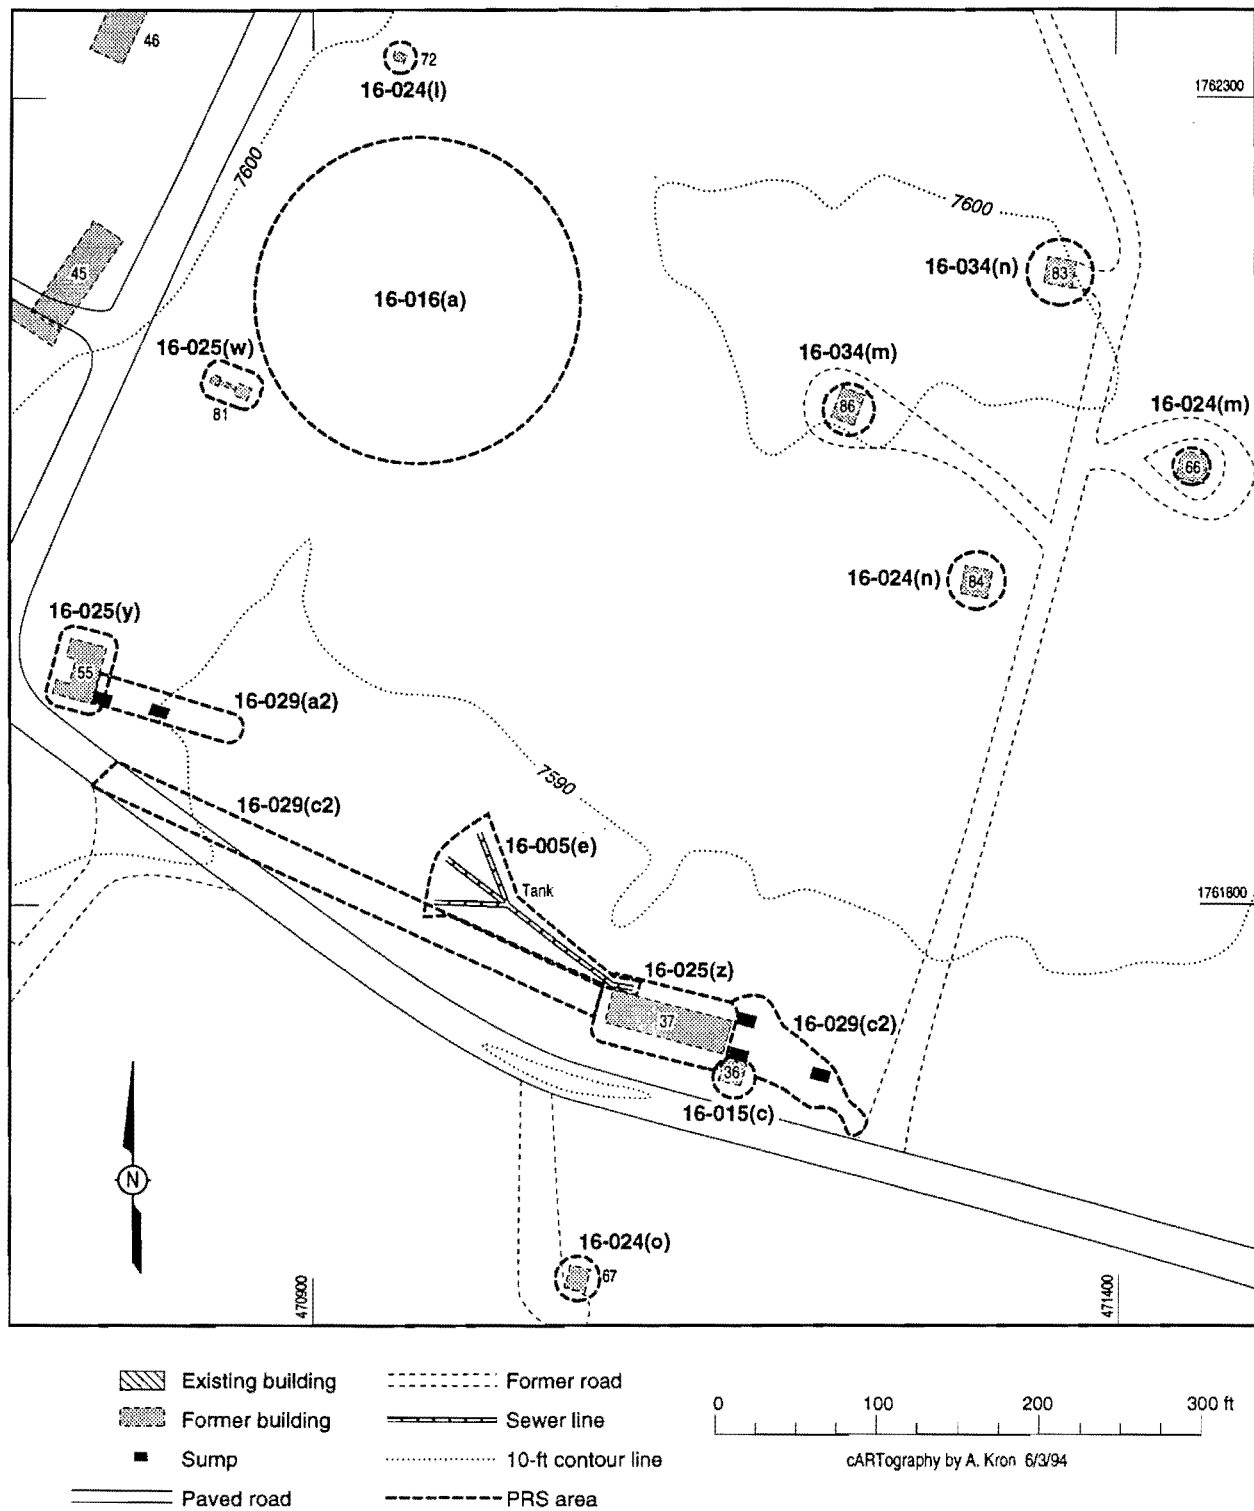 46
72
16-024(l)
1762300
7600
7600
45
16-034(n)
83
16-016(a)
16-025(w)
81
16-034(m)
86
16-024(m)
66
16-024(n)
84
16-025(y)
55
16-029(a2)
7590
16-029(c2)
16-005(e)
Tank
1761800
16-025(z)
37
16-029(c2)
36
16-015(c)
N
16-024(o)
67
470900
471400
Existing building
Former building
Sump
Paved road
Former road
Sewer line
10-ft contour line
PRS area
0 100 200 300 ft
cARTography by A. Kron 6/3/94